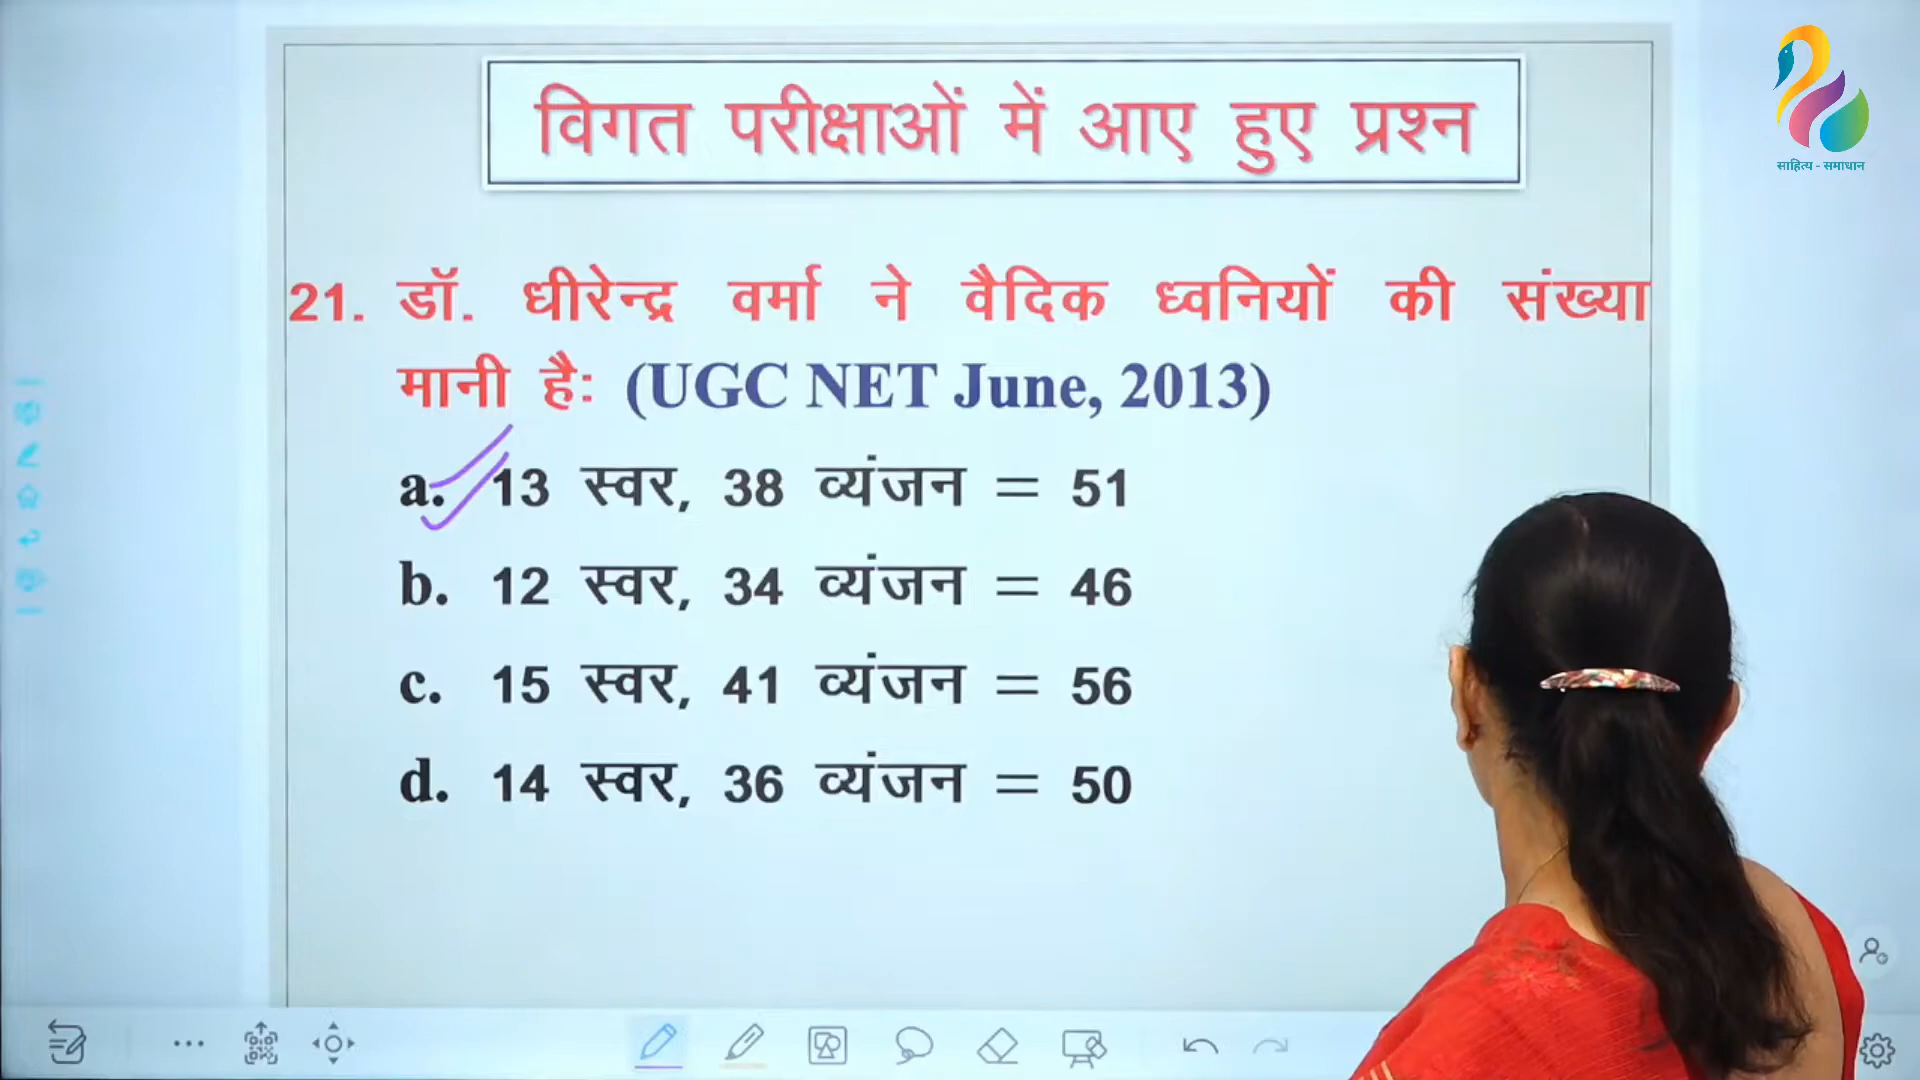 विगत परीक्षाओं में आए हुए प्रश्न
साहित्य - समाधान
21. डॉ. धीरेन्द्र वर्मा ने वैदिक ध्वनियों की संख्या
मानी है: (UGC NET June, 2013)
a. 13 स्वर, 38 व्यंजन = 51
b. 12 स्वर, 34 व्यंजन = 46
c. 15 स्वर, 41 व्यंजन = 56
d. 14 स्वर, 36 व्यंजन = 50